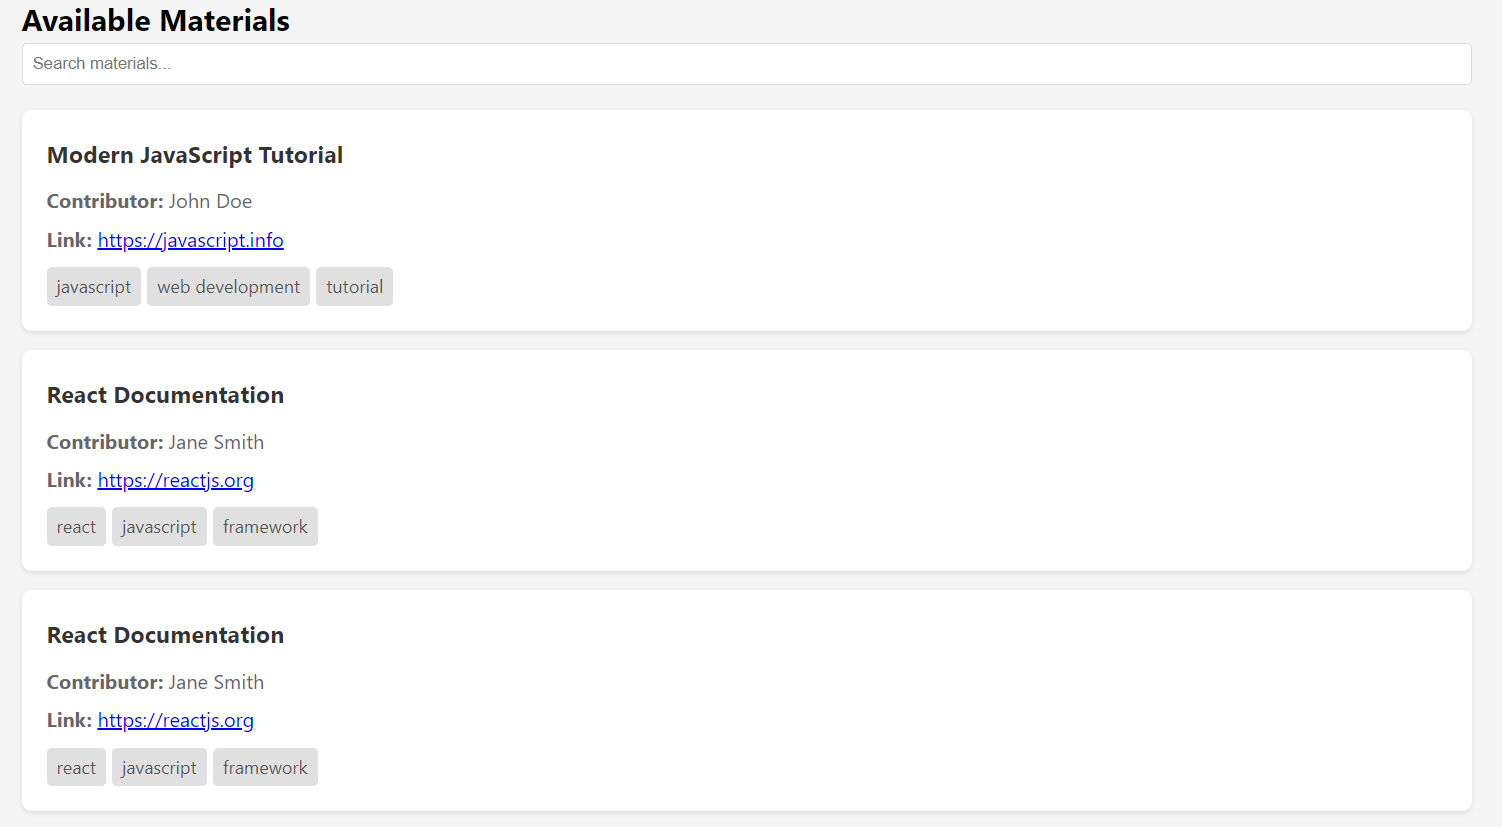 Available Materials
Search materials...
Modern JavaScript Tutorial
Contributor: John Doe
Link: https://javascript.info
javascript web development tutorial
React Documentation
Contributor: Jane Smith
Link: https://reactjs.org
react javascript framework
React Documentation
Contributor: Jane Smith
Link: https://reactjs.org
react javascript framework